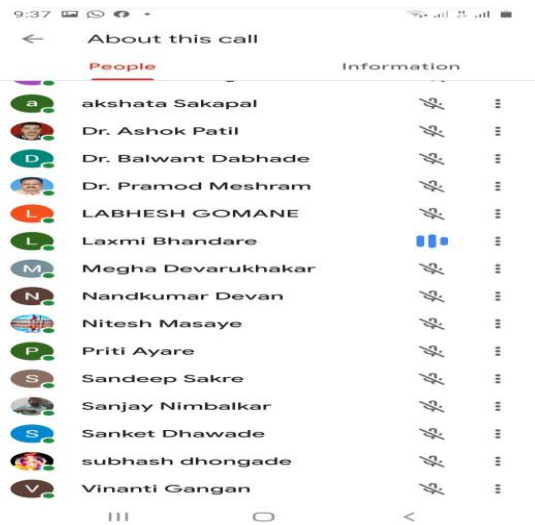 9:37
About this call
People Information
a akshata Sakapal
Dr. Ashok Patil
D Dr. Balwant Dabhade
Dr. Pramod Meshram
L LABHESH GOMANE
L Laxmi Bhandare
M Megha Devarukhakar
N Nandkumar Devan
Nitesh Masaye
P Priti Ayare
S Sandeep Sakre
Sanjay Nimbalkar
S Sanket Dhawade
subhash dhongade
V Vinanti Gangan